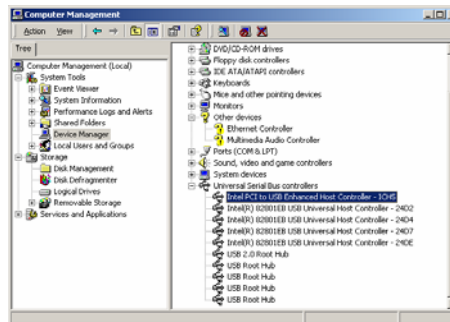 Computer Management
Action View
Tree
Computer Management (Local)
System Tools
Event Viewer
System Information
Performance Logs and Alerts
Shared Folders
Device Manager
Local Users and Groups
Storage
Disk Management
Disk Defragmenter
Logical Drives
Removable Storage
Services and Applications
DVD/CD-ROM drives
Floppy disk controllers
IDE ATA/ATAPI controllers
Keyboards
Mice and other pointing devices
Monitors
Other devices
Ethernet Controller
Multimedia Audio Controller
Ports (COM & LPT)
Sound, video and game controllers
System devices
Universal Serial Bus controllers
Intel PCI to USB Enhanced Host Controller - ICH5
Intel(R) 82801EB USB Universal Host Controller - 24D2
Intel(R) 82801EB USB Universal Host Controller - 24D4
Intel(R) 82801EB USB Universal Host Controller - 24D7
Intel(R) 82801EB USB Universal Host Controller - 24DE
USB 2.0 Root Hub
USB Root Hub
USB Root Hub
USB Root Hub
USB Root Hub